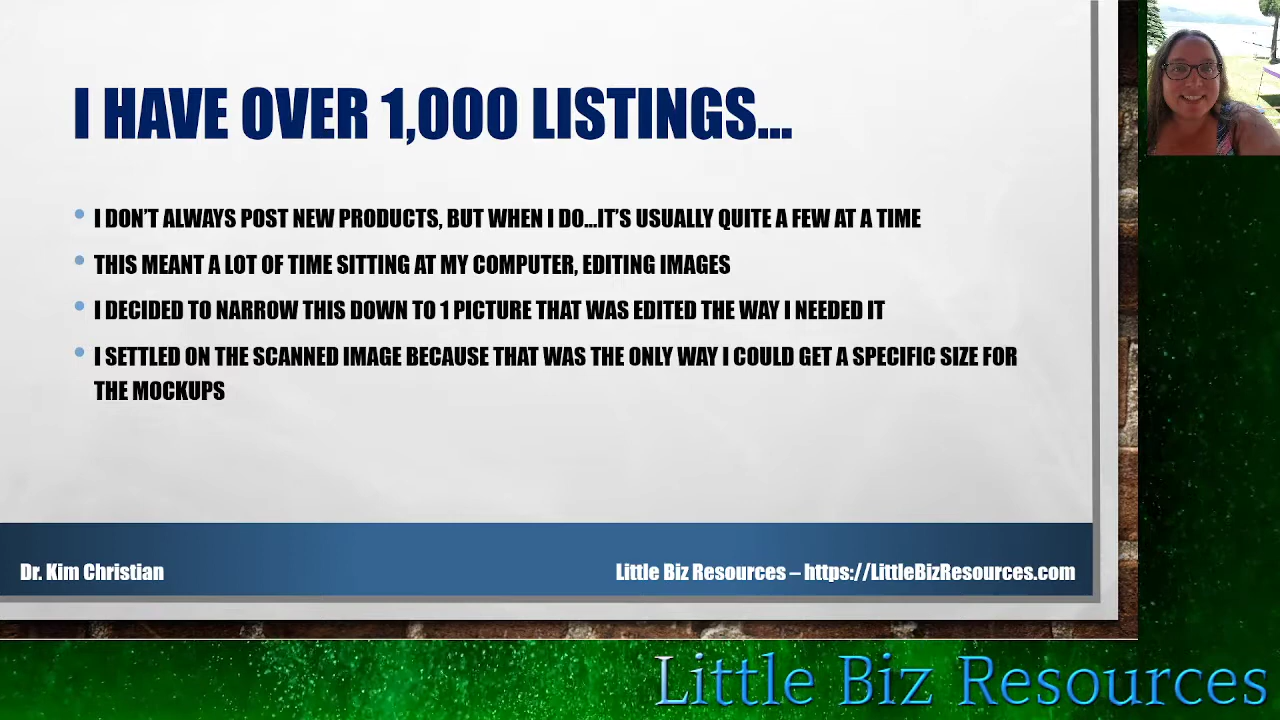 I HAVE OVER 1,000 LISTINGS...
• I DON'T ALWAYS POST NEW PRODUCTS, BUT WHEN I DO...IT'S USUALLY QUITE A FEW AT A TIME
• THIS MEANT A LOT OF TIME SITTING AT MY COMPUTER, EDITING IMAGES
• I DECIDED TO NARROW THIS DOWN TO 1 PICTURE THAT WAS EDITED THE WAY I NEEDED IT
• I SETTLED ON THE SCANNED IMAGE BECAUSE THAT WAS THE ONLY WAY I COULD GET A SPECIFIC SIZE FOR
THE MOCKUPS
Dr. Kim Christian
Little Biz Resources – https://LittleBizResources.com
Little Biz Resources